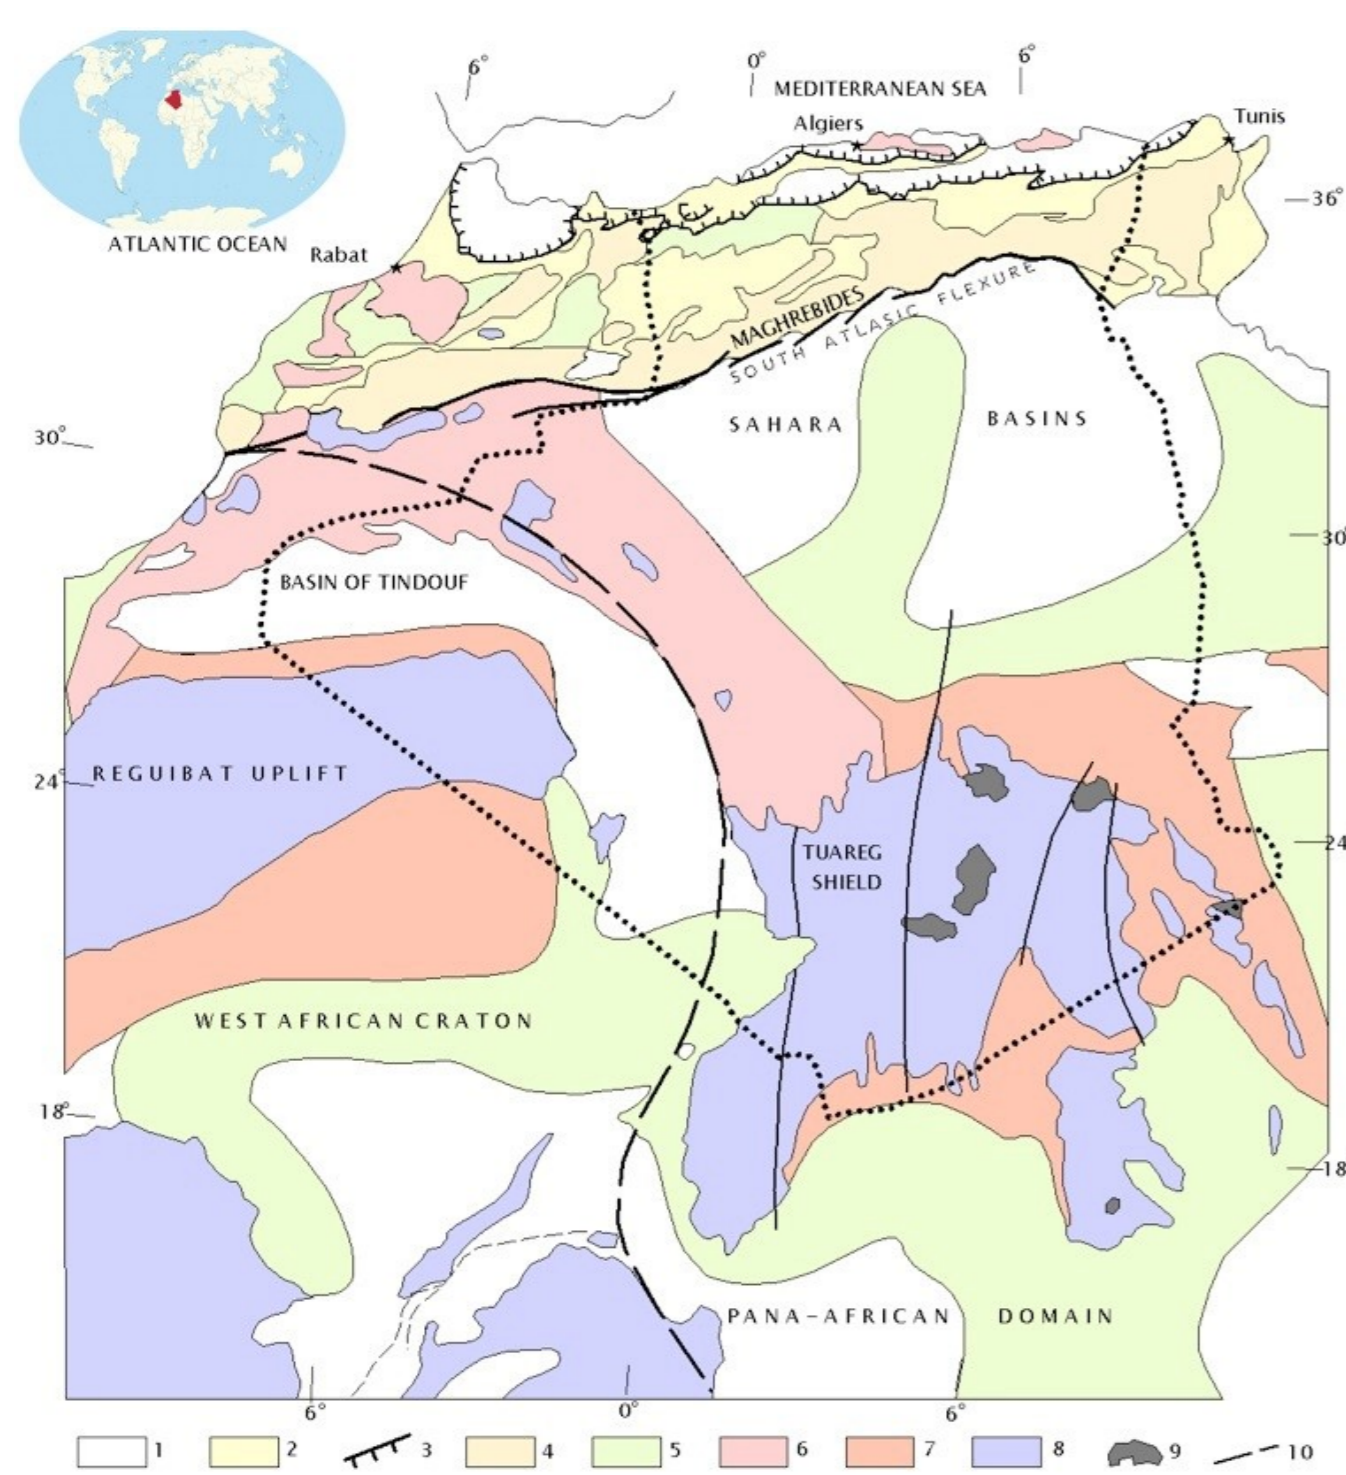 6°
0°
6°
MEDITERRANEAN SEA
Algiers
Tunis
36°
ATLANTIC OCEAN
Rabat
MAGHREBIDES
SOUTH ATLASIC FLEXURE
SAHARA BASINS
30°
30
BASIN OF TINDOUF
REGUIBAT UPLIFT
24°
24
TUAREG
SHIELD
WEST AFRICAN CRATON
18°
18
PANA-AFRICAN DOMAIN
6°
0°
6°
1 2 3 4 5 6 7 8 9 10